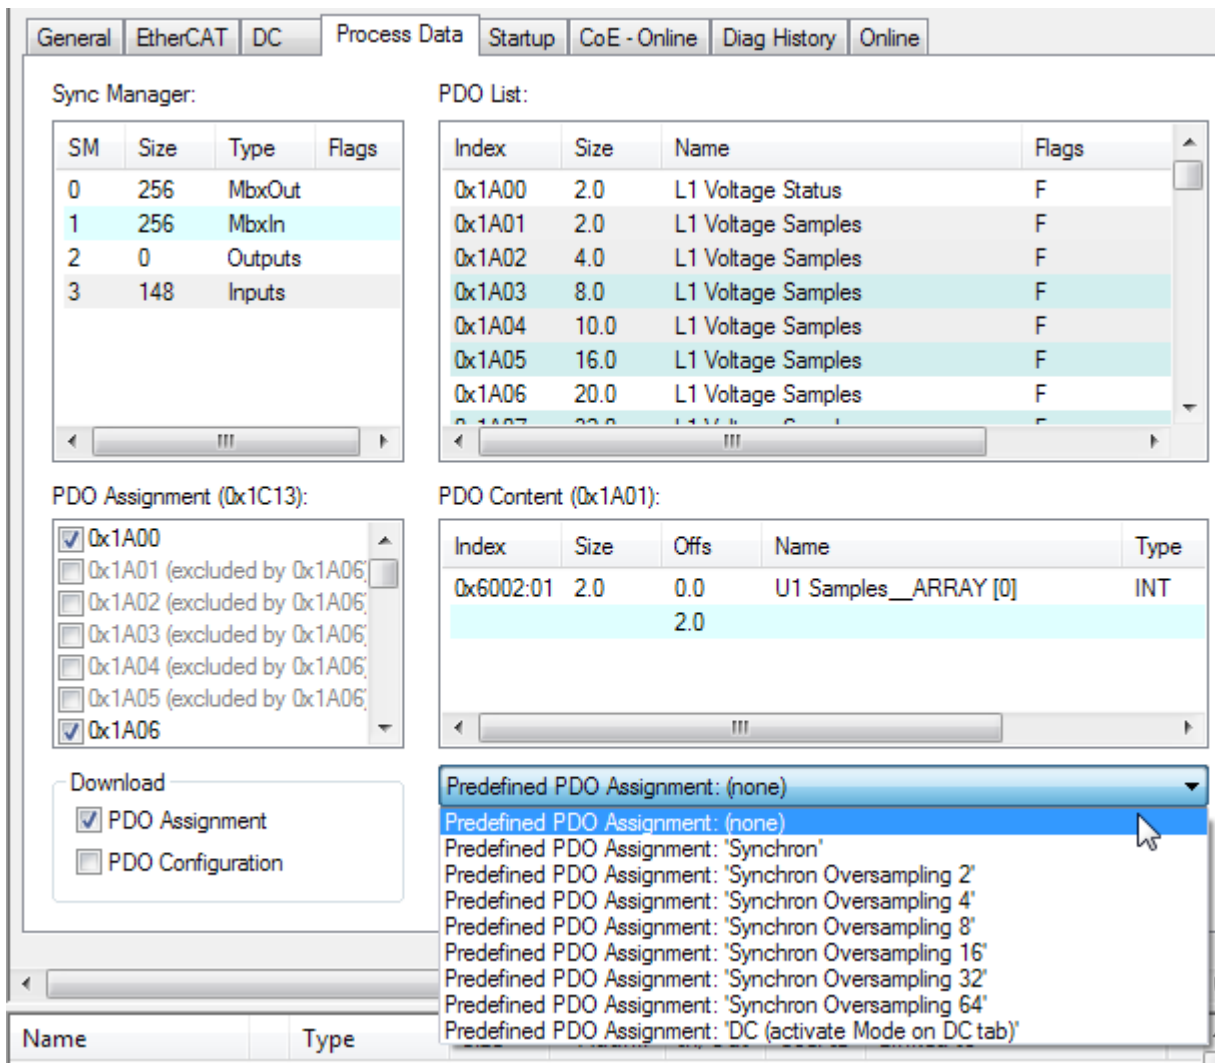 General EtherCAT DC Process Data Startup CoE - Online Diag History Online
Sync Manager:
SM Size Type Flags
0 256 MbxOut
1 256 MbxIn
2 0 Outputs
3 148 Inputs
PDO List:
Index Size Name Flags
0x1A00 2.0 L1 Voltage Status F
0x1A01 2.0 L1 Voltage Samples F
0x1A02 4.0 L1 Voltage Samples F
0x1A03 8.0 L1 Voltage Samples F
0x1A04 10.0 L1 Voltage Samples F
0x1A05 16.0 L1 Voltage Samples F
0x1A06 20.0 L1 Voltage Samples F
PDO Assignment (0x1C13):
0x1A00
0x1A01 (excluded by 0x1A06)
0x1A02 (excluded by 0x1A06)
0x1A03 (excluded by 0x1A06)
0x1A04 (excluded by 0x1A06)
0x1A05 (excluded by 0x1A06)
0x1A06
PDO Content (0x1A01):
Index Size Offs Name Type
0x6002:01 2.0 0.0 U1 Samples__ARRAY [0] INT
2.0
Download
PDO Assignment
PDO Configuration
Predefined PDO Assignment: (none)
Predefined PDO Assignment: (none)
Predefined PDO Assignment: 'Synchron'
Predefined PDO Assignment: 'Synchron Oversampling 2'
Predefined PDO Assignment: 'Synchron Oversampling 4'
Predefined PDO Assignment: 'Synchron Oversampling 8'
Predefined PDO Assignment: 'Synchron Oversampling 16'
Predefined PDO Assignment: 'Synchron Oversampling 32'
Predefined PDO Assignment: 'Synchron Oversampling 64'
Predefined PDO Assignment: 'DC (activate Mode on DC tab)'
Name Type